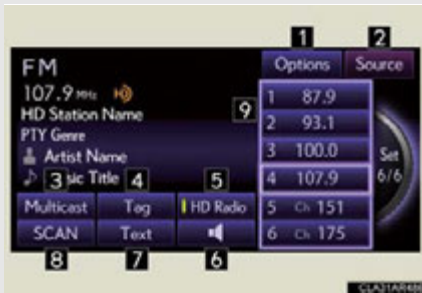 1 2
Options Source
FM
107.9 MHz HD
HD Station Name
PTY Genre
Artist Name
3 sic Title 4 5
9
1 87.9
2 93.1
3 100.0
4 107.9
5 Ch 151
6 Ch 175
Set
6/6
Multicast Tag HD Radio
SCAN Text
8 7 6